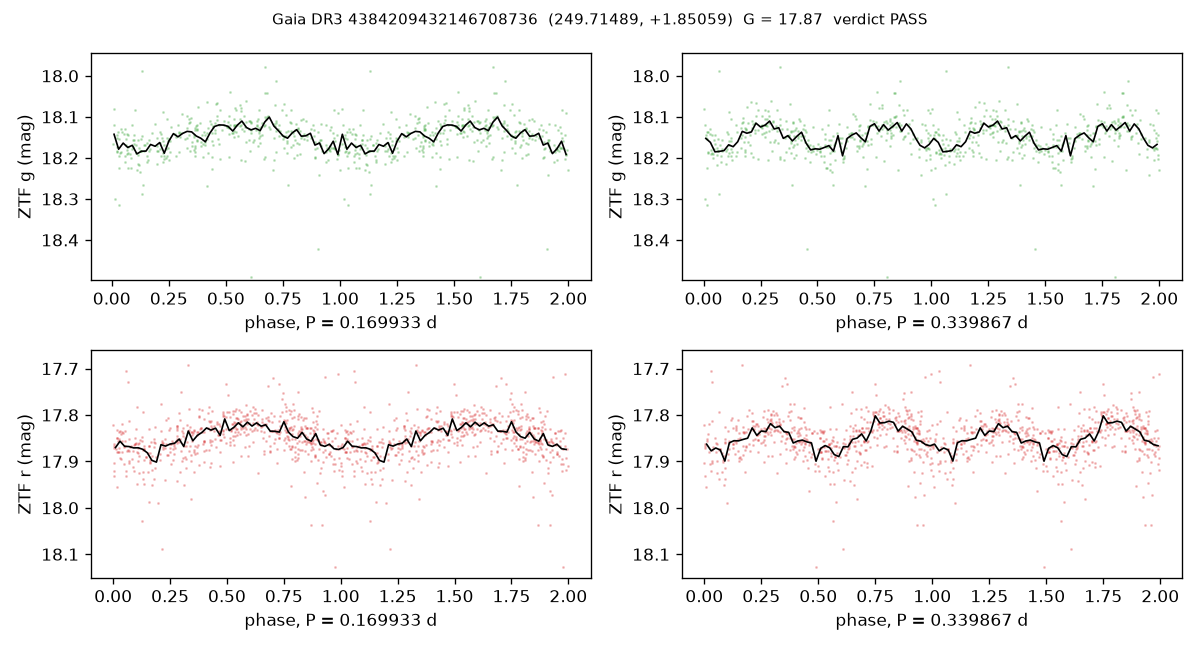 Gaia DR3 4384209432146708736 (249.71489, +1.85059) G = 17.87 verdict PASS
18.0
18.1
18.2
18.3
18.4
ZTF g (mag)
0.00 0.25 0.50 0.75 1.00 1.25 1.50 1.75 2.00
phase, P = 0.169933 d
18.0
18.1
18.2
18.3
18.4
ZTF g (mag)
0.00 0.25 0.50 0.75 1.00 1.25 1.50 1.75 2.00
phase, P = 0.339867 d
17.7
17.8
17.9
18.0
18.1
ZTF r (mag)
0.00 0.25 0.50 0.75 1.00 1.25 1.50 1.75 2.00
phase, P = 0.169933 d
17.7
17.8
17.9
18.0
18.1
ZTF r (mag)
0.00 0.25 0.50 0.75 1.00 1.25 1.50 1.75 2.00
phase, P = 0.339867 d